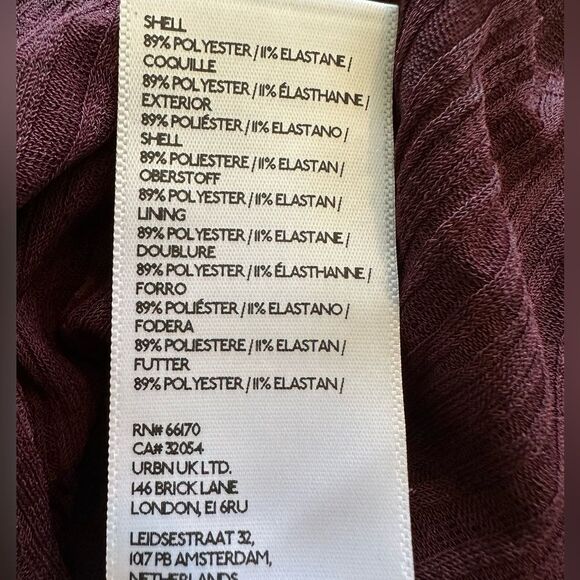 SHELL
89% POLYESTER / 11% ELASTANE /
COQUILLE
89% POLYESTER / 11% ÉLASTHANNE /
EXTERIOR
89% POLIÉSTER / 11% ELASTANO /
SHELL
89% POLIESTERE / 11% ELASTAN /
OBERSTOFF
89% POLYESTER / 11% ELASTAN /
LINING
89% POLYESTER / 11% ELASTANE /
DOUBLURE
89% POLYESTER / 11% ÉLASTHANNE /
FORRO
89% POLIÉSTER / 11% ELASTANO /
FODERA
89% POLIESTERE / 11% ELASTAN /
FUTTER
89% POLYESTER / 11% ELASTAN /
RN# 66170
CA# 32054
URBN UK LTD.
146 BRICK LANE
LONDON, E1 6RU
LEIDSESTRAAT 32,
1017 PB AMSTERDAM,
NETHERLANDS